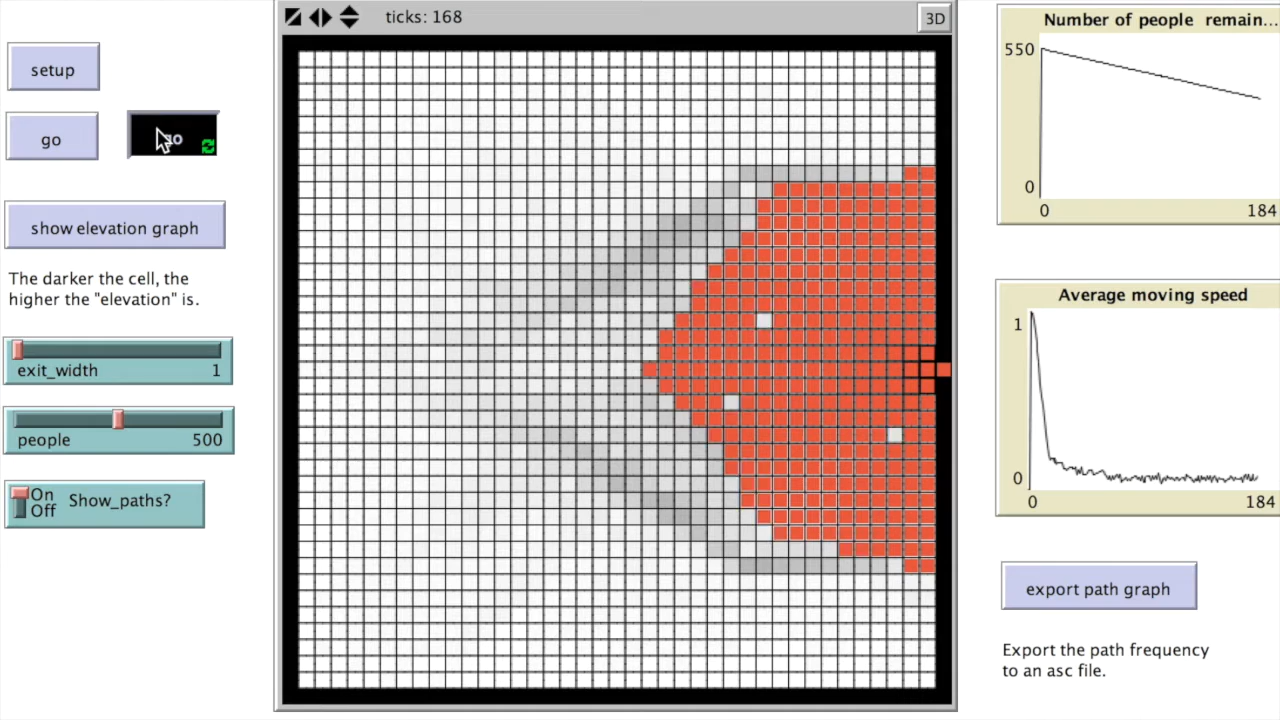 ticks: 168
3D
setup
go
go
show elevation graph
The darker the cell, the
higher the "elevation" is.
exit_width 1
people 500
On
Off
Show_paths?
Number of people remain...
550
0
0 184
Average moving speed
1
0
0 184
export path graph
Export the path frequency
to an asc file.